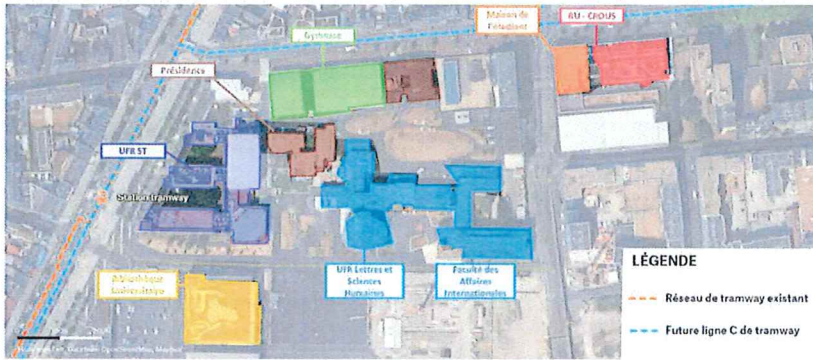 Maison de
l'étudiant
RU - CROUS
Gymnase
Présidence
UFR ST
Station tramway
Bibliothèque
Universitaire
UFR Lettres et
Sciences
Humaines
Faculté des
Affaires
Internationales
LÉGENDE
Réseau de tramway existant
Future ligne C de tramway